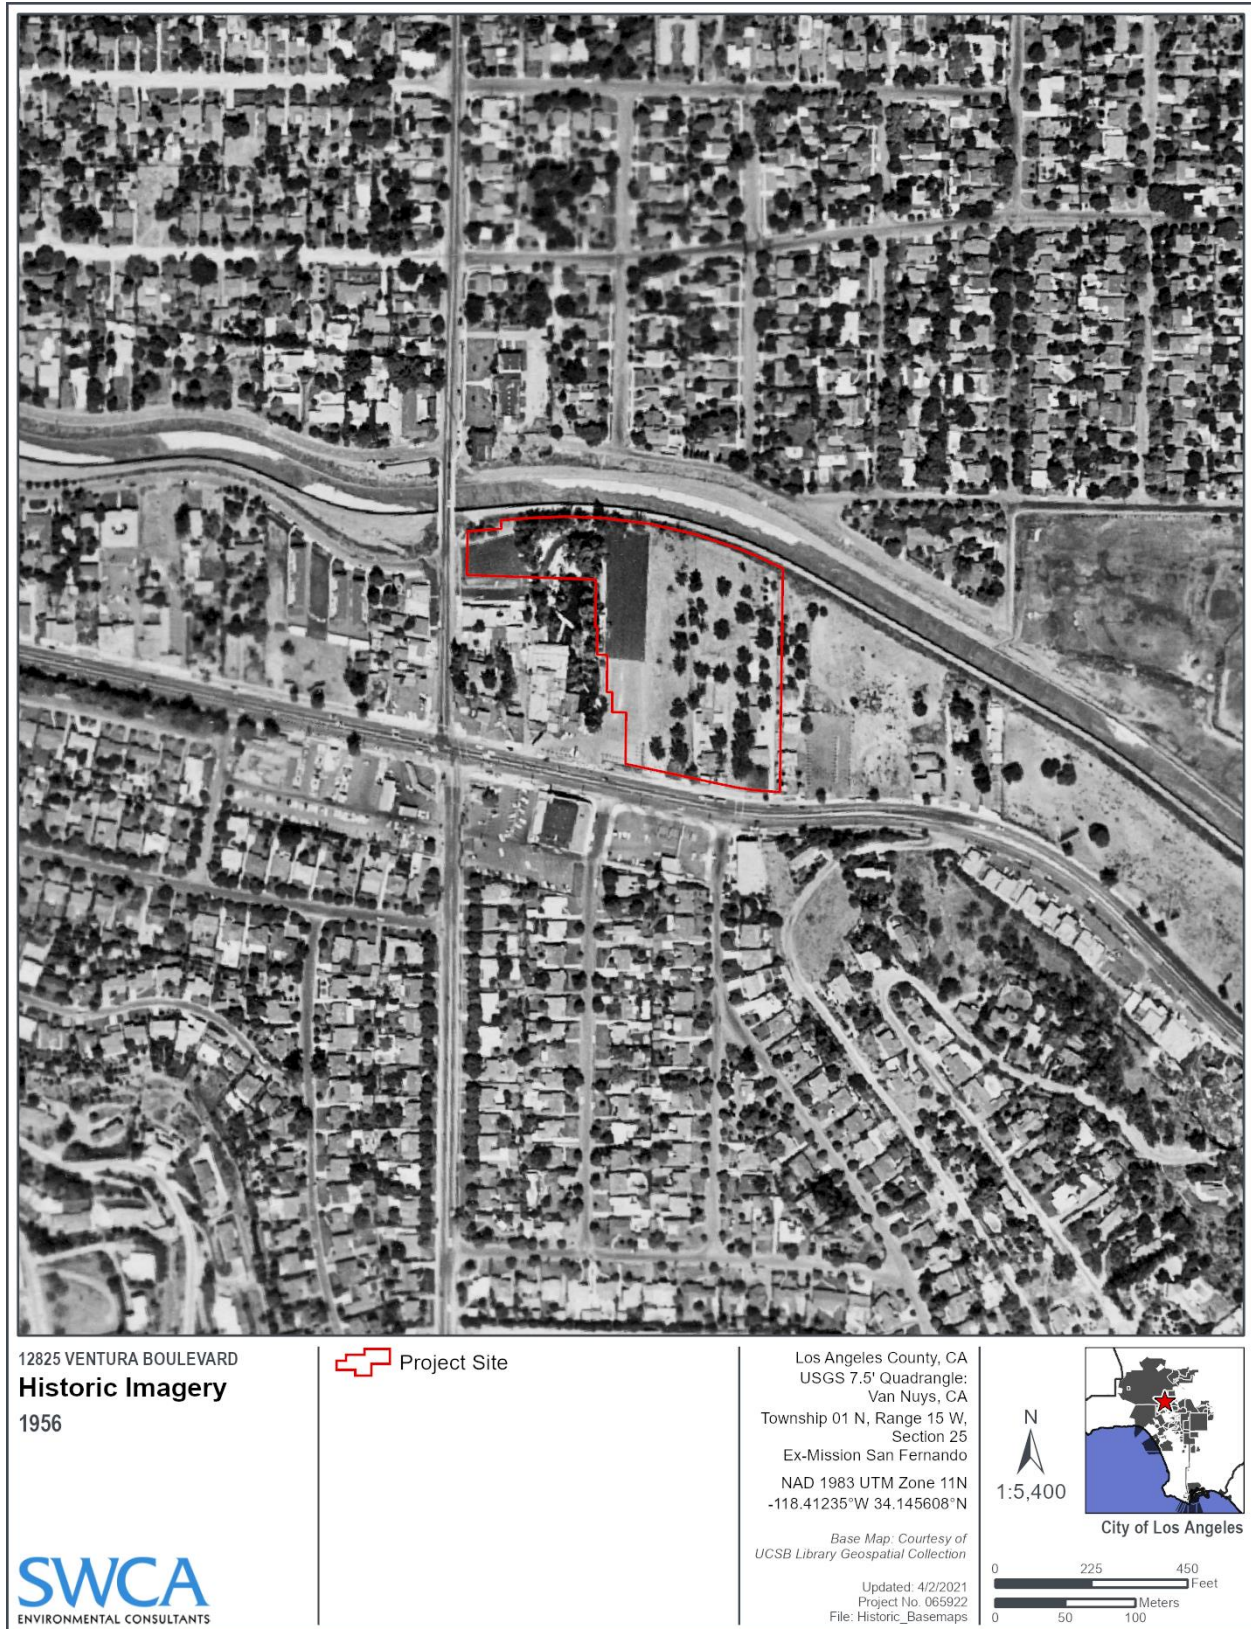 12825 VENTURA BOULEVARD
Historic Imagery
1956
SWCA
ENVIRONMENTAL CONSULTANTS
Project Site
Los Angeles County, CA
USGS 7.5' Quadrangle:
Van Nuys, CA
Township 01 N, Range 15 W,
Section 25
Ex-Mission San Fernando
NAD 1983 UTM Zone 11N
-118.41235°W 34.145608°N
Base Map: Courtesy of
UCSB Library Geospatial Collection
Updated: 4/2/2021
Project No. 065922
File: Historic_Basemaps
N
1:5,400
City of Los Angeles
0 225 450
Feet
Meters
0 50 100